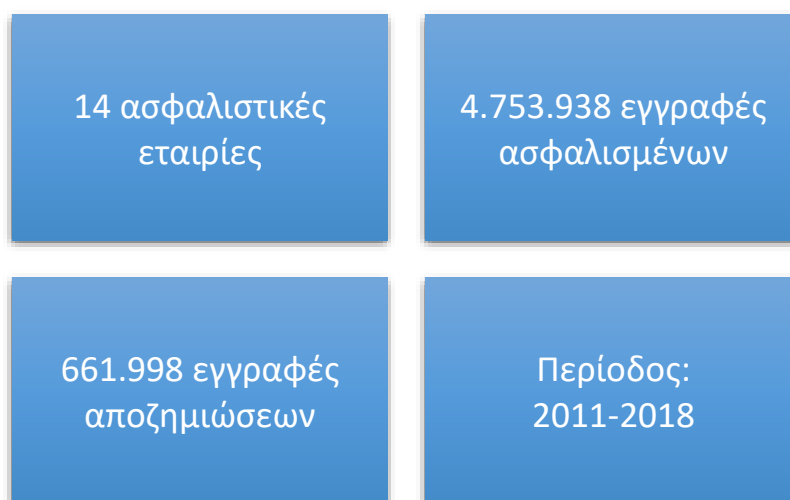 14 ασφαλιστικές
εταιρίες
4.753.938 εγγραφές
ασφαλισμένων
661.998 εγγραφές
αποζημιώσεων
Περίοδος:
2011-2018